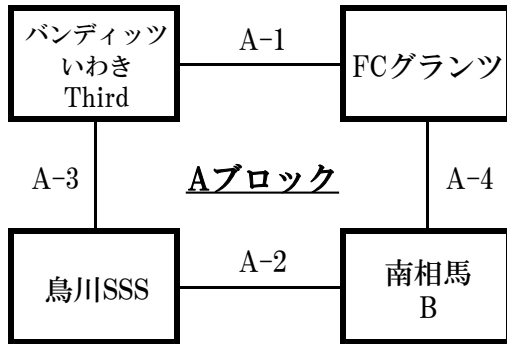 バンディッツ
いわき
Third
A-1
FCグランツ
A-3
Aブロック
A-4
鳥川SSS
A-2
南相馬
B